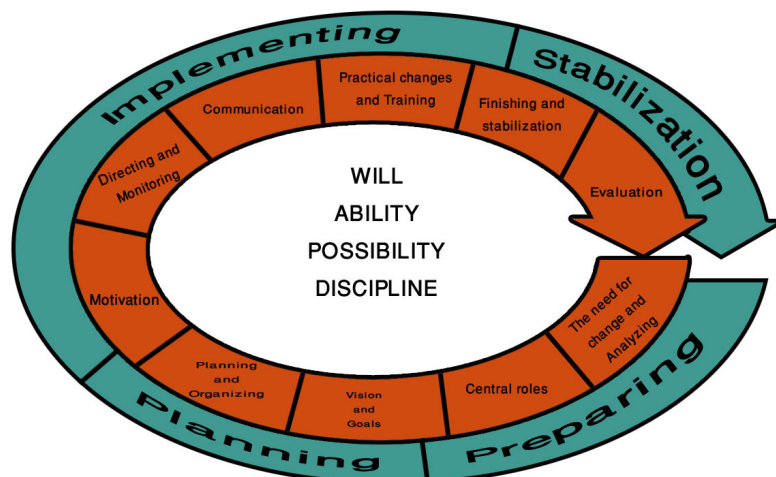 Implementing
Stabilization
Practical changes
and Training
Communication
Finishing and
stabilization
Directing and
Monitoring
Evaluation
WILL
ABILITY
POSSIBILITY
DISCIPLINE
Motivation
The need for
change and
Analyzing
Planning
and
Organizing
Vision
and
Goals
Central roles
Planning
Preparing